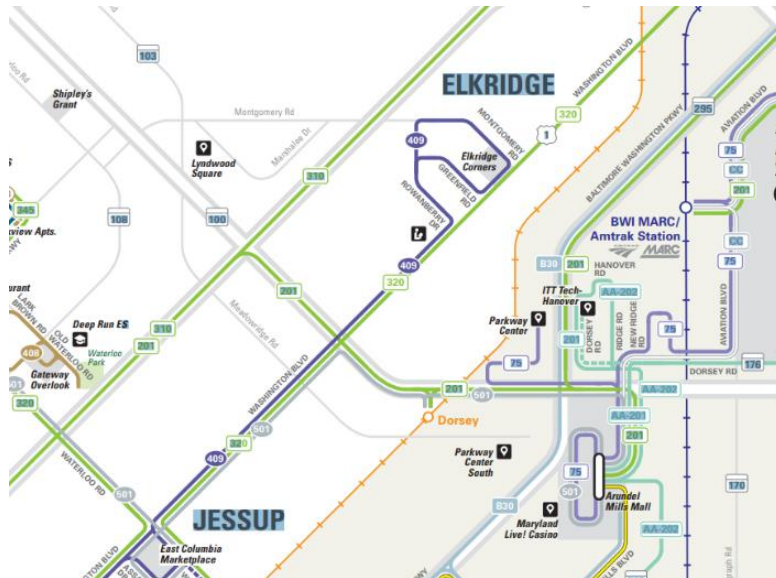 103
Shipley's
Grant
Montgomery Rd
Marshalee Dr
Lyndwood
Square
ELKRIDGE
WASHINGTON BLVD
320
1
MONTGOMERY
RD
409
Elkridge
Corners
GREENFIELD
RD
ROWANBERRY
DR
310
295
AVIATION BLVD
BALTIMORE WASHINGTON PKWY
75
CC
201
345
view Apts.
108
100
BWI MARC/
Amtrak Station
MARC
CC
75
409
320
B30
201
HANOVER
RD
AA-202
ITT Tech-
Hanover
201
Meadowridge Rd
LARK
BROWN RD
OLD
WATERLOO RD
Deep Run ES
Waterloo
Park
310
201
408
Gateway
Overlook
501
320
Parkway
Center
201
DORSEY
RD
RIDGE RD
NEW RIDGE
RD
75
AVIATION BLVD
75
176
DORSEY RD
WASHINGTON BLVD
501
201
501
AA-202
Dorsey
AA-201
201
320
409
WATERLOO RD
501
Parkway
Center
South
75
501
170
B30
Arundel
Mills Mall
JESSUP
Maryland
Live! Casino
AA-202
East Columbia
Marketplace